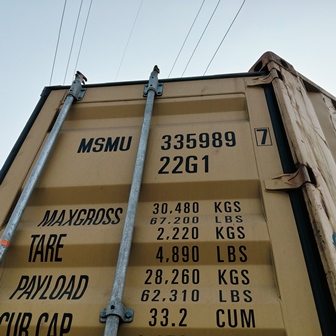 MSMU 335989 7
22G1
MAXGROSS 30.480 KGS
67.200 LBS
TARE 2,220 KGS
4,890 LBS
PAYLOAD 28,260 KGS
62.310 LBS
CUB.CAP. 33.2 CUM